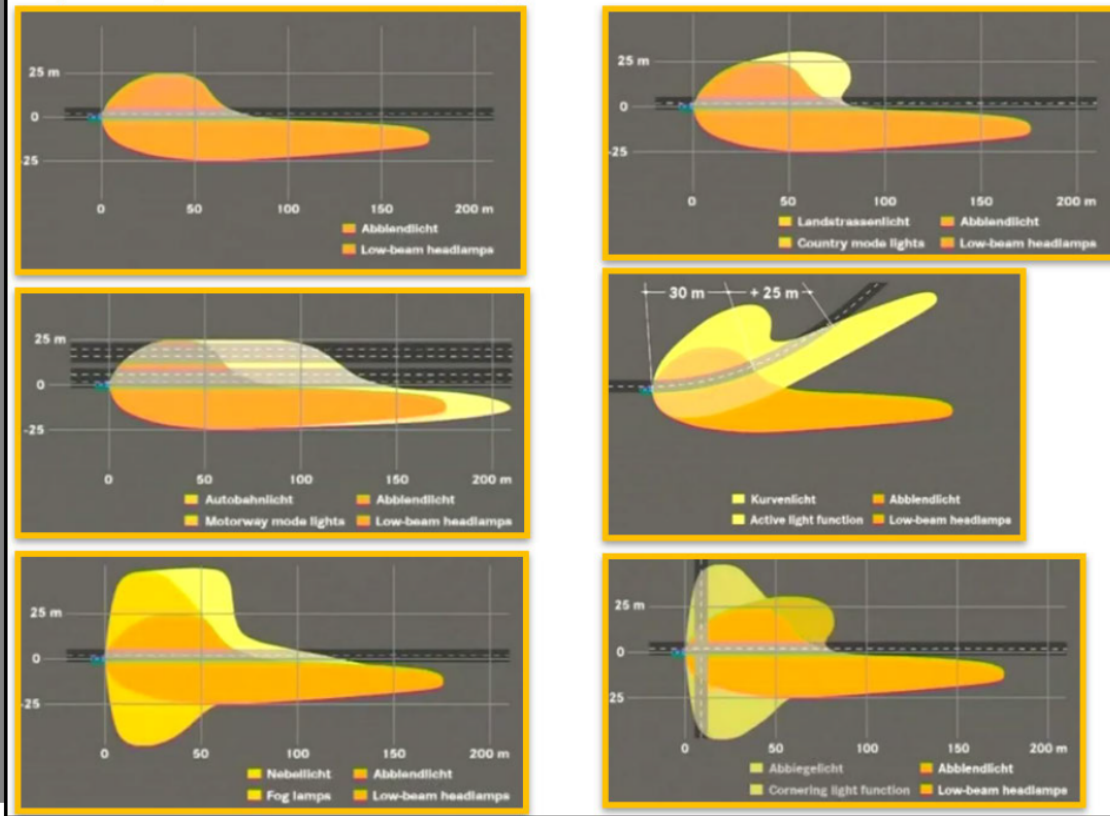 25 m
0
-25
0 50 100 150 200 m
Abblendlicht
Low-beam headlamps
25 m
0
-25
0 50 100 150 200 m
Landstrassenlicht Abblendlicht
Country mode lights Low-beam headlamps
25 m
0
-25
0 50 100 150 200 m
Autobahnlicht Abblendlicht
Motorway mode lights Low-beam headlamps
30 m + 25 m
Kurvenlicht Abblendlicht
Active light function Low-beam headlamps
25 m
0
-25
0 50 100 150 200 m
Nebellicht Abblendlicht
Fog lamps Low-beam headlamps
25 m
0
25
0 50 100 150 200 m
Abbiegelicht Abblendlicht
Cornering light function Low-beam headlamps